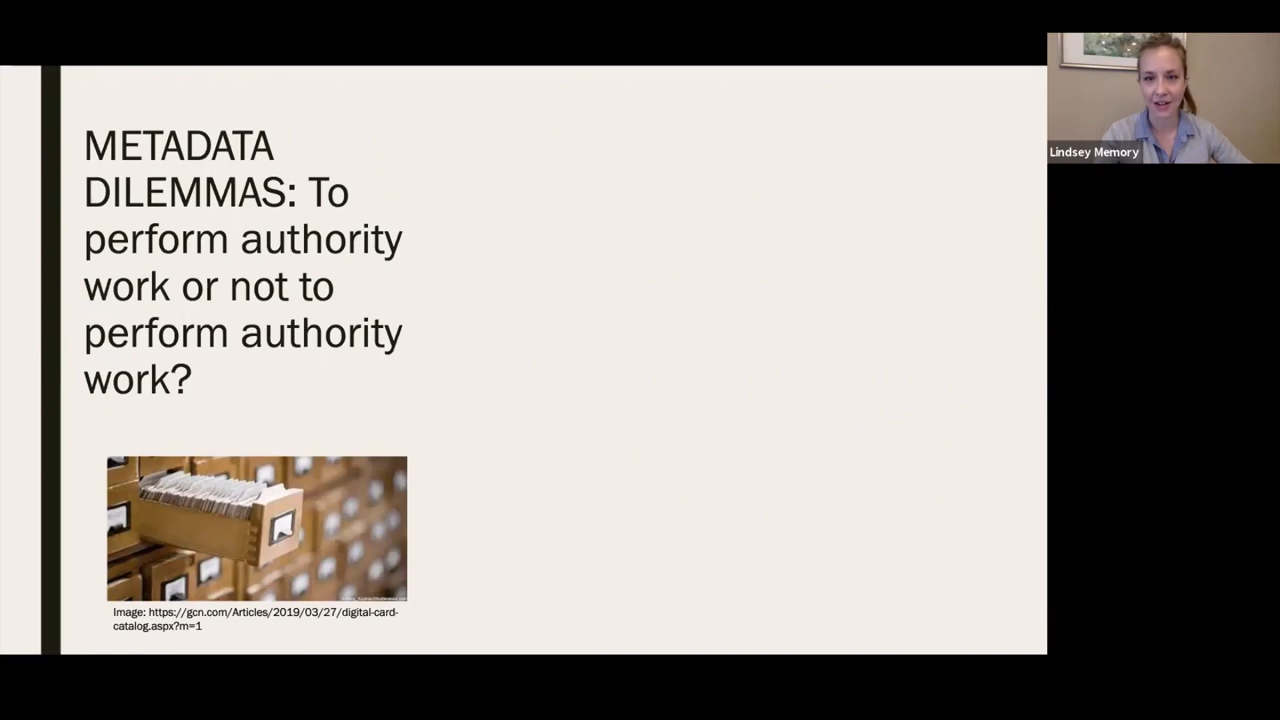 METADATA
DILEMMAS: To
perform authority
work or not to
perform authority
work?
Image: https://gcn.com/Articles/2019/03/27/digital-card-
catalog.aspx?m=1
Lindsey Memory